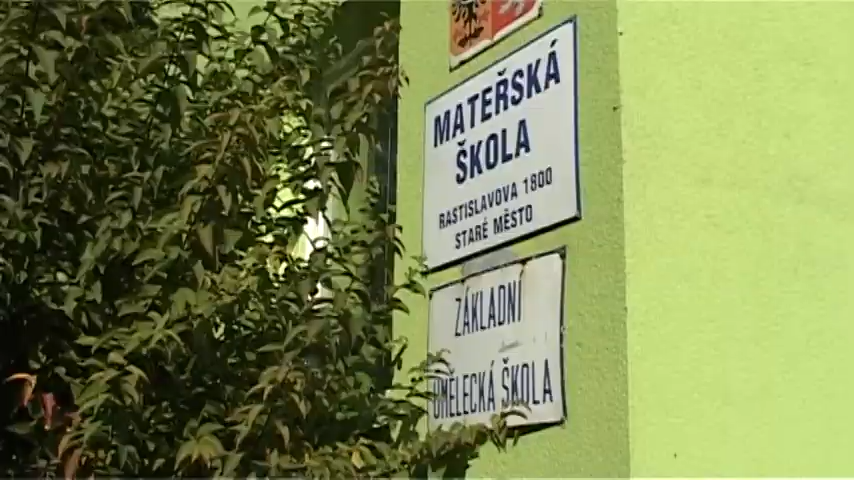 MATEŘSKÁ
ŠKOLA
RASTISLAVOVA 1800
STARÉ MĚSTO
ZÁKLADNÍ
UMĚLECKÁ ŠKOLA